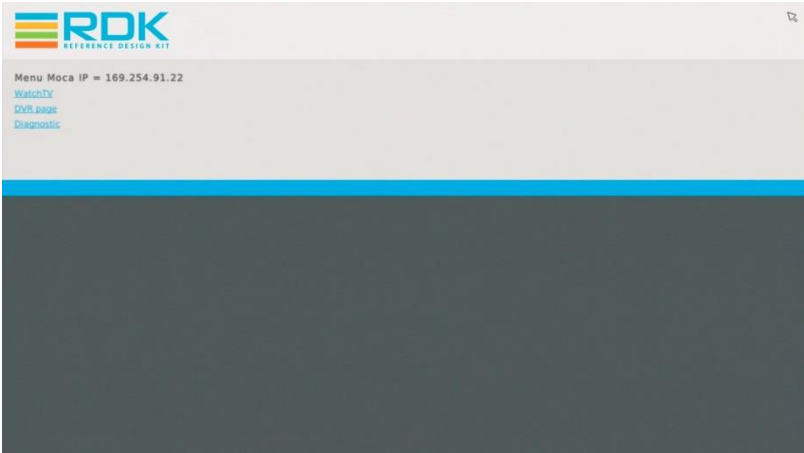 RDK
REFERENCE DESIGN KIT
Menu Moca IP = 169.254.91.22
WatchTV
DVR page
Diagnostic